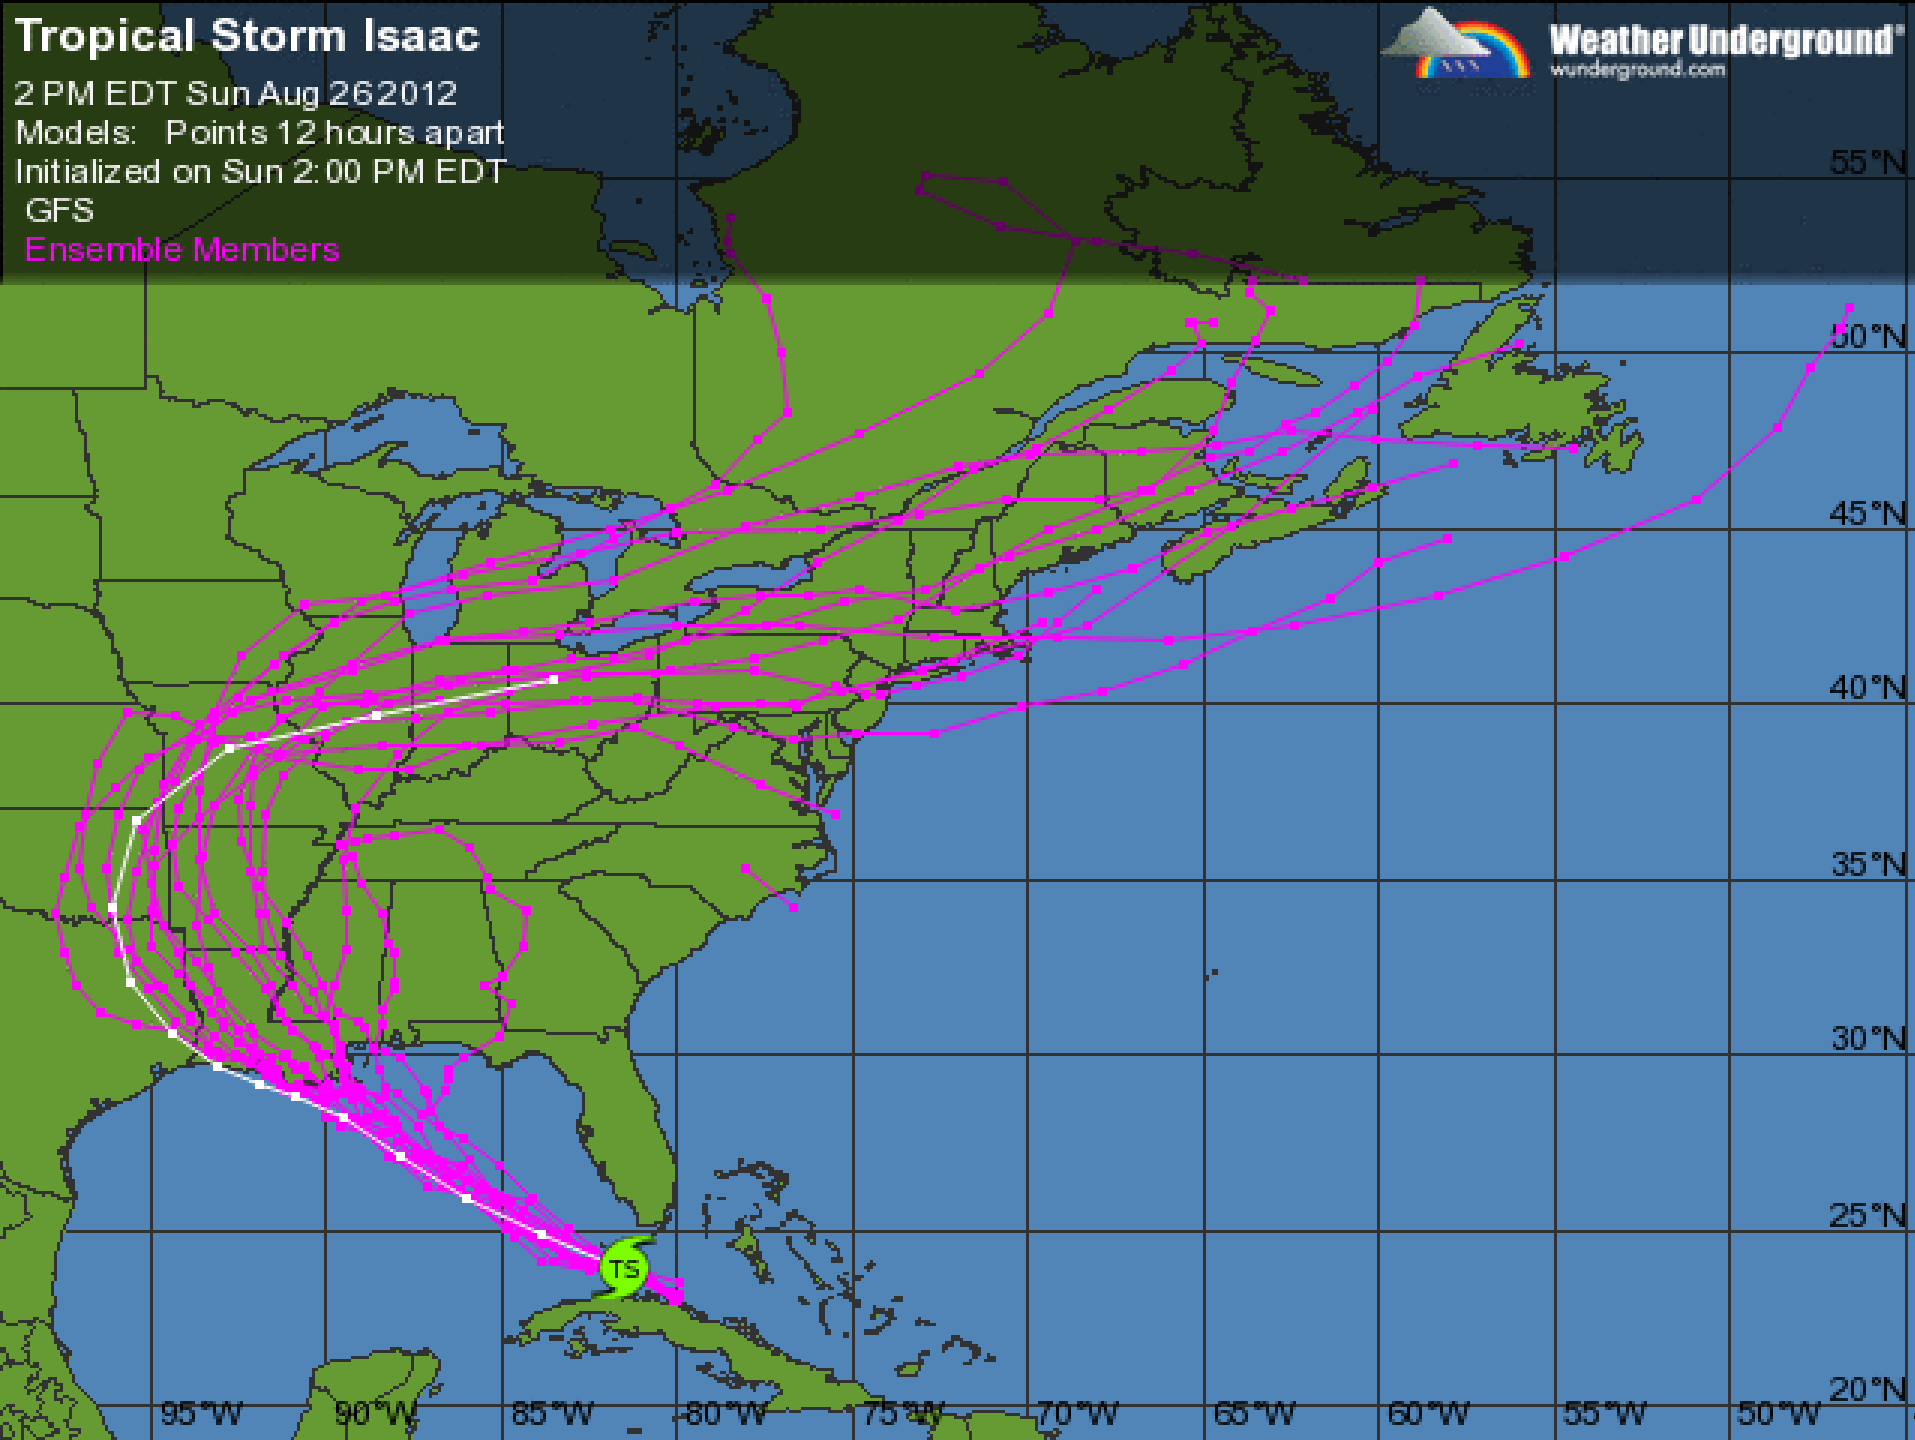 Tropical Storm Isaac
Weather Underground®
wunderground.com
2 PM EDT Sun Aug 26 2012
Models: Points 12 hours apart
Initialized on Sun 2:00 PM EDT
GFS
Ensemble Members
55°N
50°N
45°N
40°N
35°N
30°N
25°N
TS
20°N
95°W 90°W 85°W 80°W 75°W 70°W 65°W 60°W 55°W 50°W